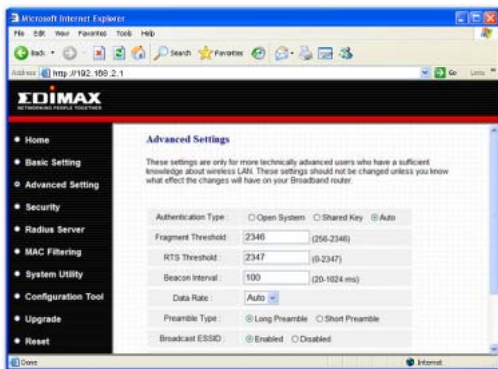 Microsoft Internet Explorer
File Edit View Favorites Tools Help
Back Search Favorites
Address http://192.168.2.1 Go Links »
EDIMAX
NETWORKING PEOPLE TOGETHER
Home
Basic Setting
Advanced Setting
Security
Radius Server
MAC Filtering
System Utility
Configuration Tool
Upgrade
Reset
Advanced Settings
These settings are only for more technically advanced users who have a sufficient
knowledge about wireless LAN. These settings should not be changed unless you know
what effect the changes will have on your Broadband router.
Authentication Type : Open System Shared Key Auto
Fragment Threshold : 2346 (256-2346)
RTS Threshold : 2347 (0-2347)
Beacon Interval : 100 (20-1024 ms)
Data Rate : Auto
Preamble Type : Long Preamble Short Preamble
Broadcast ESSID : Enabled Disabled
Done Internet